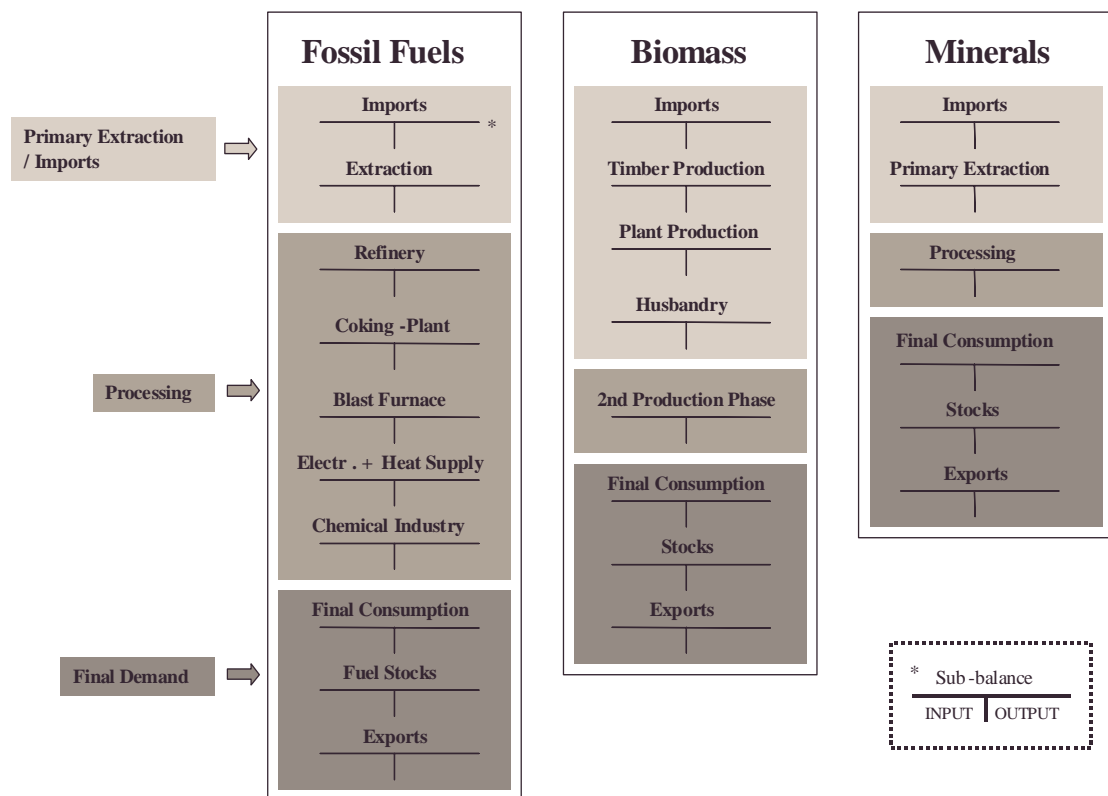 Fossil Fuels
Imports
*
Extraction
Refinery
Coking -Plant
Blast Furnace
Electr . + Heat Supply
Chemical Industry
Final Consumption
Fuel Stocks
Exports
Biomass
Imports
Timber Production
Plant Production
Husbandry
2nd Production Phase
Final Consumption
Stocks
Exports
Minerals
Imports
Primary Extraction
Processing
Final Consumption
Stocks
Exports
Primary Extraction
/ Imports
Processing
Final Demand
* Sub -balance
INPUT OUTPUT